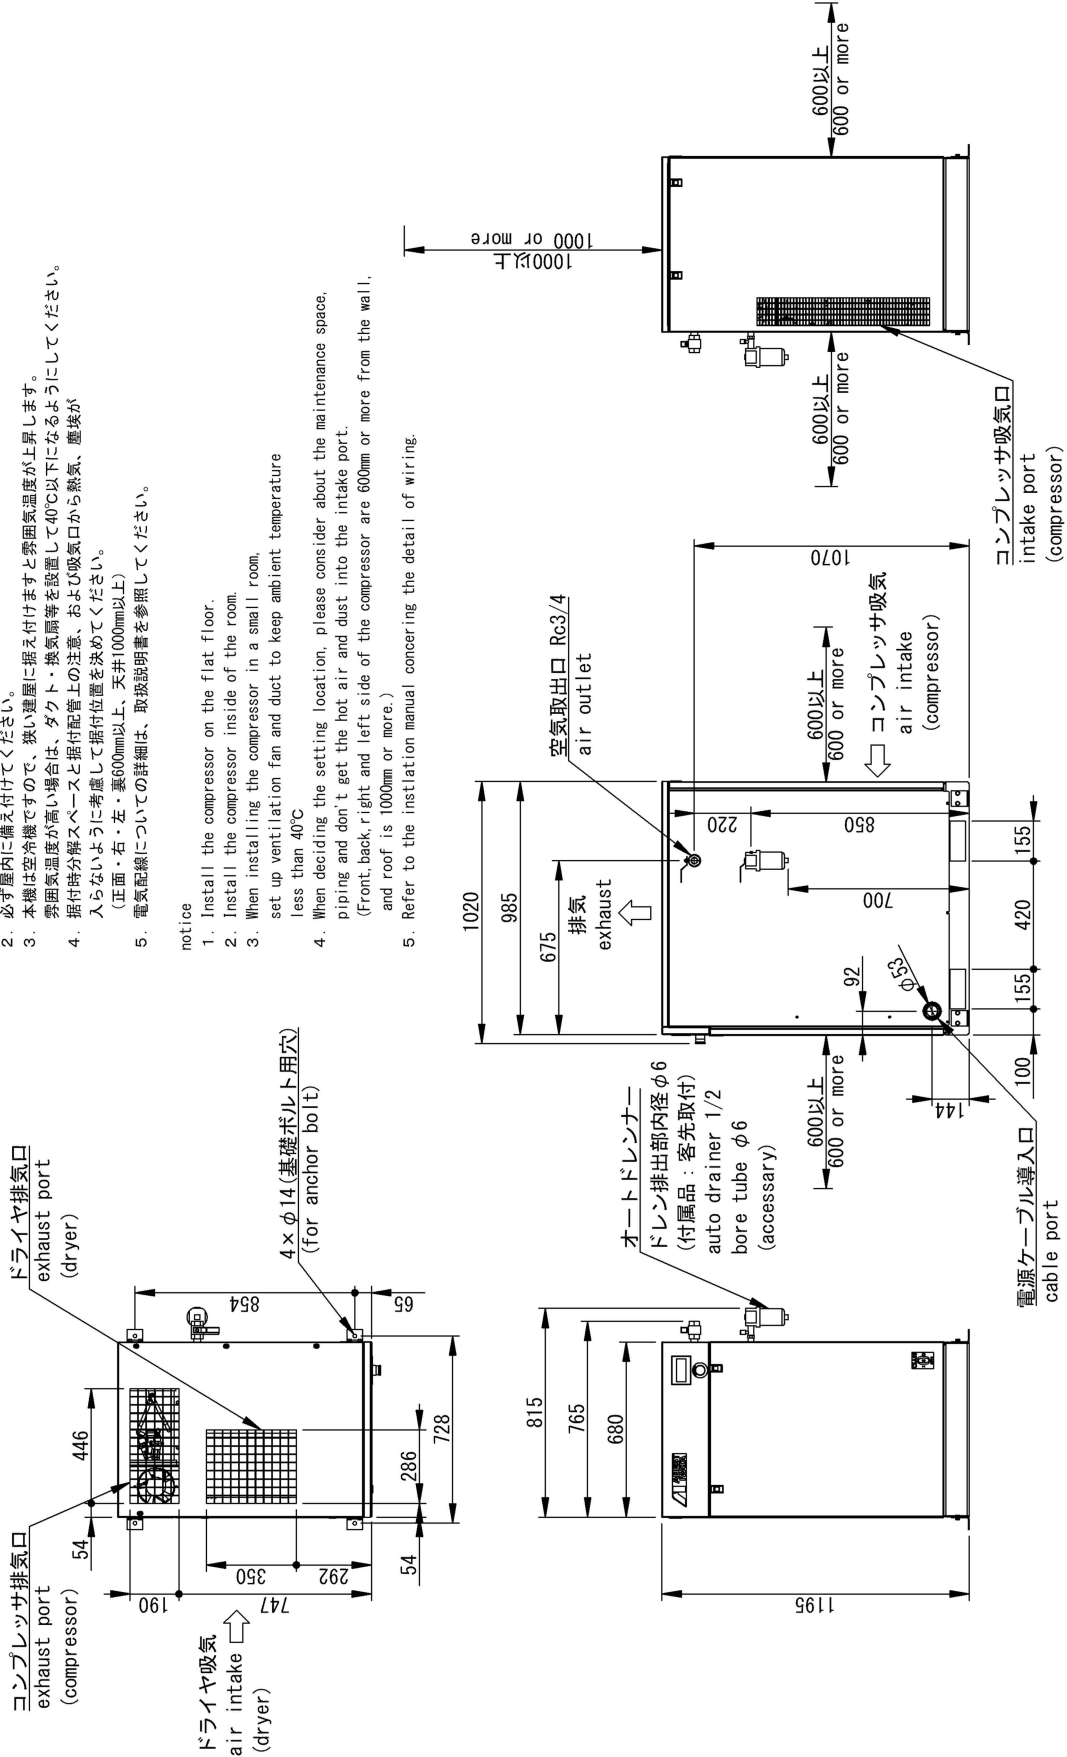 2. 必ず屋内に備え付けてください。
3. 本機は空冷機ですので、狭い建屋に据え付けますと雰囲気温度が上昇します。
雰囲気温度が高い場合は、ダクト・換気扇等を設置して40℃以下になるようにしてください。
4. 据付時分解スペースと据付配管上の注意、および吸気口から熱気、塵埃が
入らないように考慮して据付位置を決めてください。
(正面・右・左・裏600mm以上、天井1000mm以上)
5. 電気配線についての詳細は、取扱説明書を参照してください。
notice
1. Install the compressor on the flat floor.
2. Install the compressor inside of the room.
3. When installing the compressor in a small room,
set up ventilation fan and duct to keep ambient temperature
less than 40℃
4. When deciding the setting location, please consider about the maintenance space,
piping and don't get the hot air and dust into the intake port.
(Front,back,right and left side of the compressor are 600mm or more from the wall,
and roof is 1000mm or more.)
5. Refer to the instlation manual concering the detail of wiring.
コンプレッサ排気口
exhaust port
(compressor)
ドライヤ排気口
exhaust port
(dryer)
54
446
190
747
350
292
854
65
4×φ14(基礎ボルト用穴)
(for anchor bolt)
ドライヤ吸気
air intake
(dryer)
54
286
728
815
765
680
1195
オートドレンナー
ドレン排出部内径φ6
(付属品：客先取付)
auto drainer 1/2
bore tube φ6
(accessary)
1020
985
675
排気
exhaust
空気取出口 Rc3/4
air outlet
220
850
700
1070
92
φ53
144
100
155
420
155
600以上
600 or more
電源ケーブル導入口
cable port
600以上
600 or more
コンプレッサ吸気
air intake
(compressor)
1000以上
1000 or more
600以上
600 or more
600以上
600 or more
コンプレッサ吸気口
intake port
(compressor)